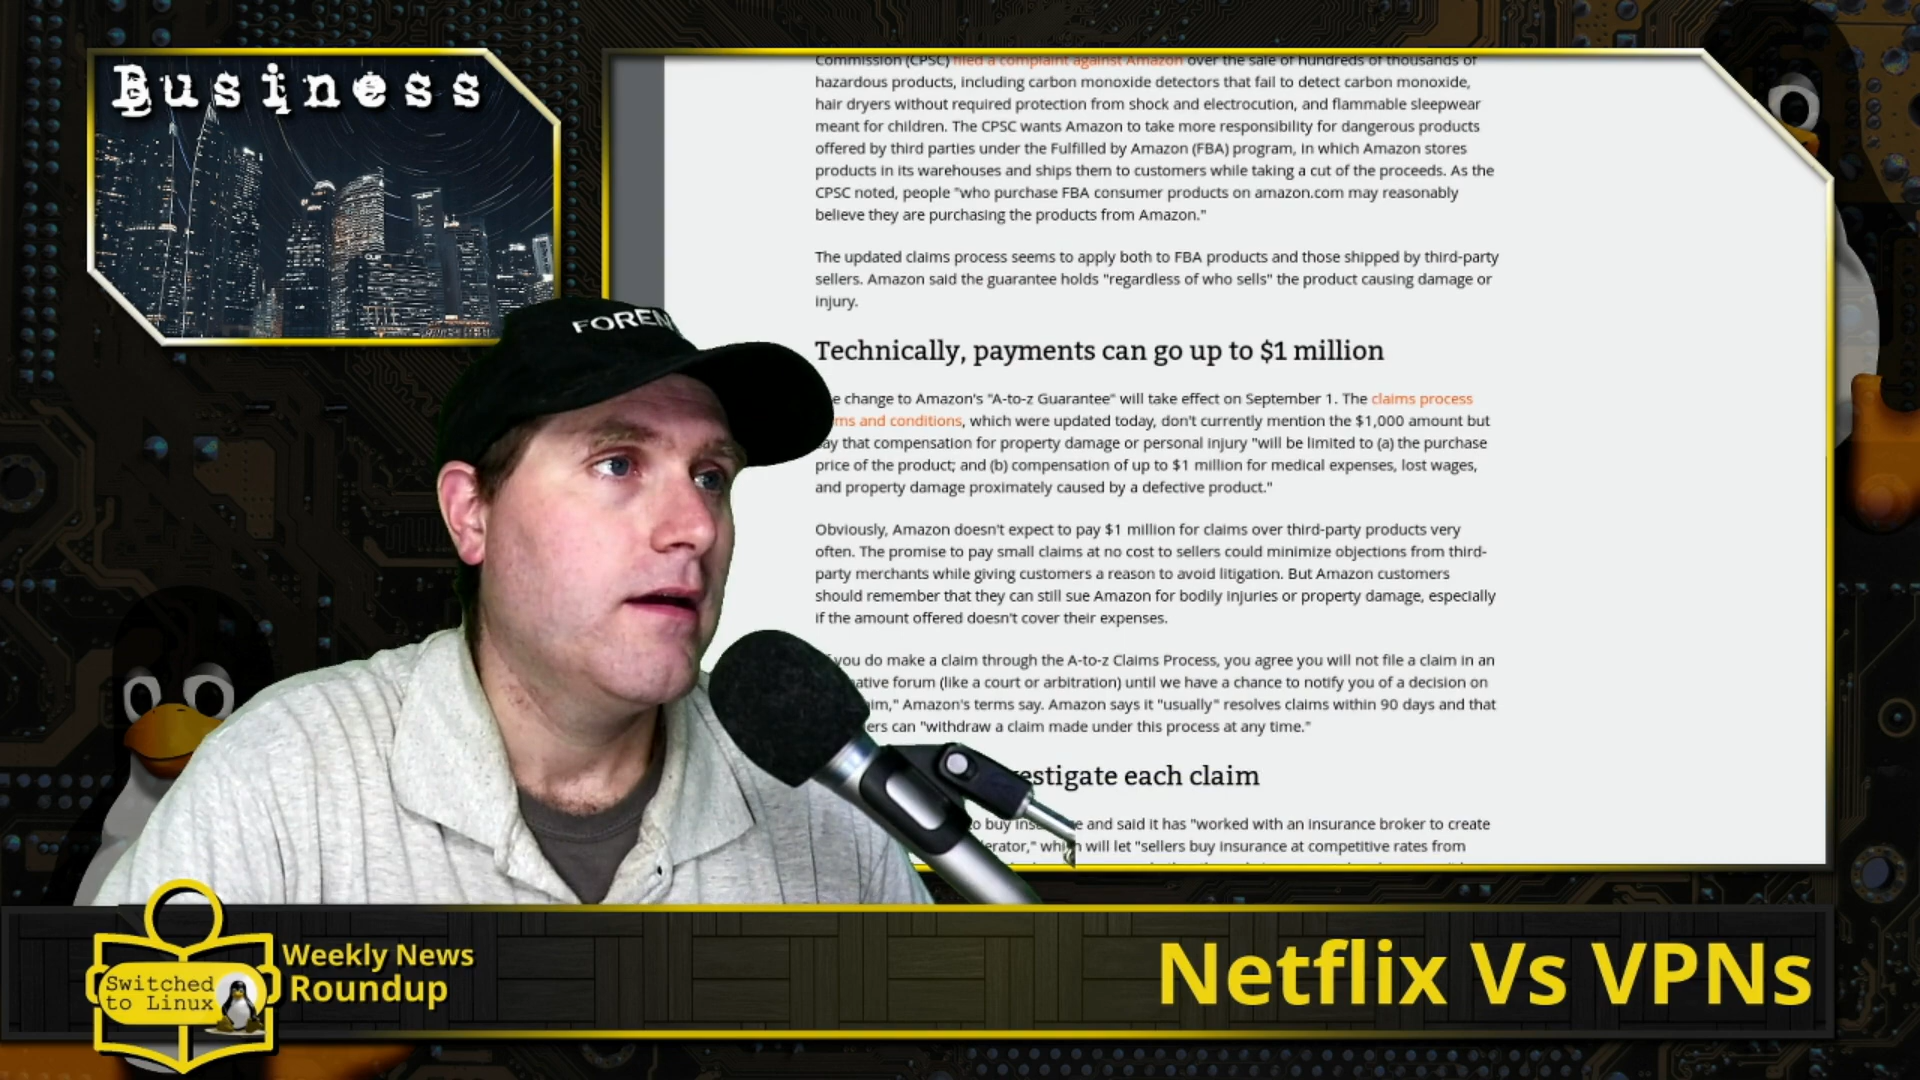 Business
Commission (CPSC) filed a complaint against Amazon over the sale of hundreds of thousands of
hazardous products, including carbon monoxide detectors that fail to detect carbon monoxide,
hair dryers without required protection from shock and electrocution, and flammable sleepwear
meant for children. The CPSC wants Amazon to take more responsibility for dangerous products
offered by third parties under the Fulfilled by Amazon (FBA) program, in which Amazon stores
products in its warehouses and ships them to customers while taking a cut of the proceeds. As the
CPSC noted, people "who purchase FBA consumer products on amazon.com may reasonably
believe they are purchasing the products from Amazon."
The updated claims process seems to apply both to FBA products and those shipped by third-party
sellers. Amazon said the guarantee holds "regardless of who sells" the product causing damage or
injury.
Technically, payments can go up to $1 million
change to Amazon's "A-to-z Guarantee" will take effect on September 1. The claims process
and conditions, which were updated today, don't currently mention the $1,000 amount but
say that compensation for property damage or personal injury "will be limited to (a) the purchase
price of the product; and (b) compensation of up to $1 million for medical expenses, lost wages,
and property damage proximately caused by a defective product."
Obviously, Amazon doesn't expect to pay $1 million for claims over third-party products very
often. The promise to pay small claims at no cost to sellers could minimize objections from third-
party merchants while giving customers a reason to avoid litigation. But Amazon customers
should remember that they can still sue Amazon for bodily injuries or property damage, especially
if the amount offered doesn't cover their expenses.
you do make a claim through the A-to-z Claims Process, you agree you will not file a claim in an
forum (like a court or arbitration) until we have a chance to notify you of a decision on
Amazon's terms say. Amazon says it "usually" resolves claims within 90 days and that
can "withdraw a claim made under this process at any time."
each claim
to buy and said it has "worked with an insurance broker to create
which will let "sellers buy insurance at competitive rates from
Switched
to Linux
Weekly News
Roundup
Netflix Vs VPNs